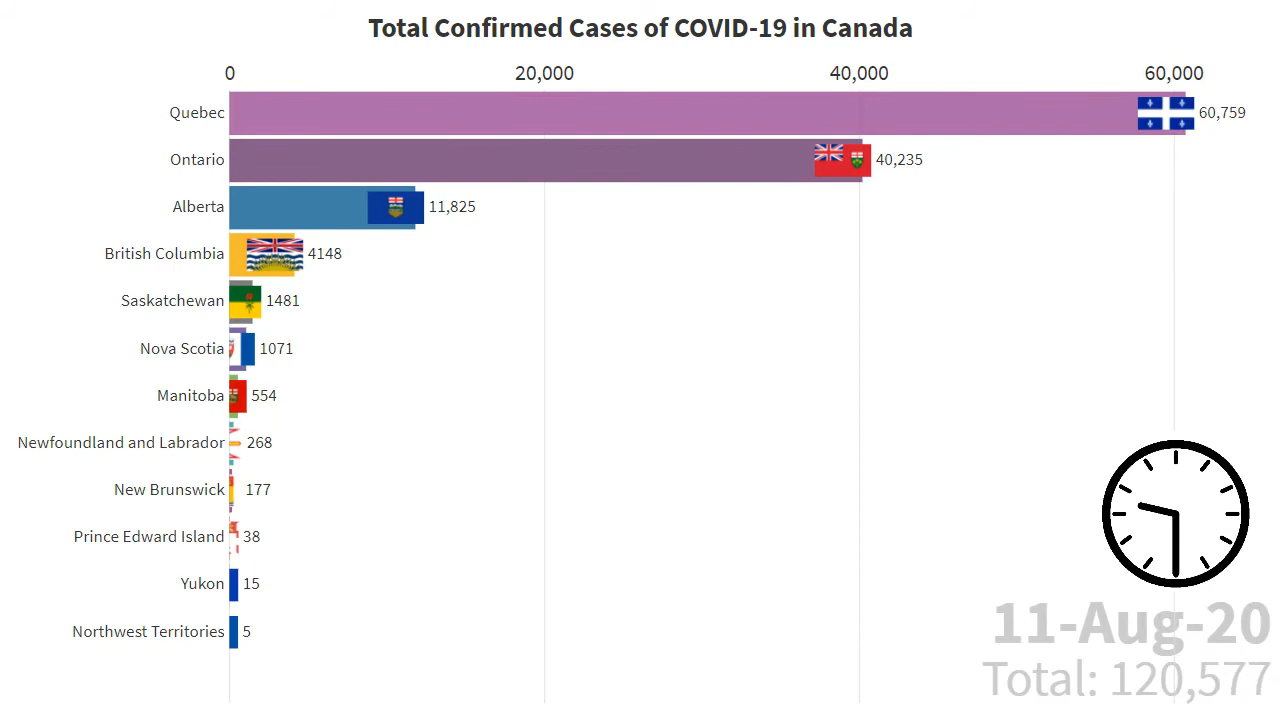 Total Confirmed Cases of COVID-19 in Canada
0 20,000 40,000 60,000
Quebec 60,759
Ontario 40,235
Alberta 11,825
British Columbia 4148
Saskatchewan 1481
Nova Scotia 1071
Manitoba 554
Newfoundland and Labrador 268
New Brunswick 177
Prince Edward Island 38
Yukon 15
Northwest Territories 5
11-Aug-20
Total: 120,577